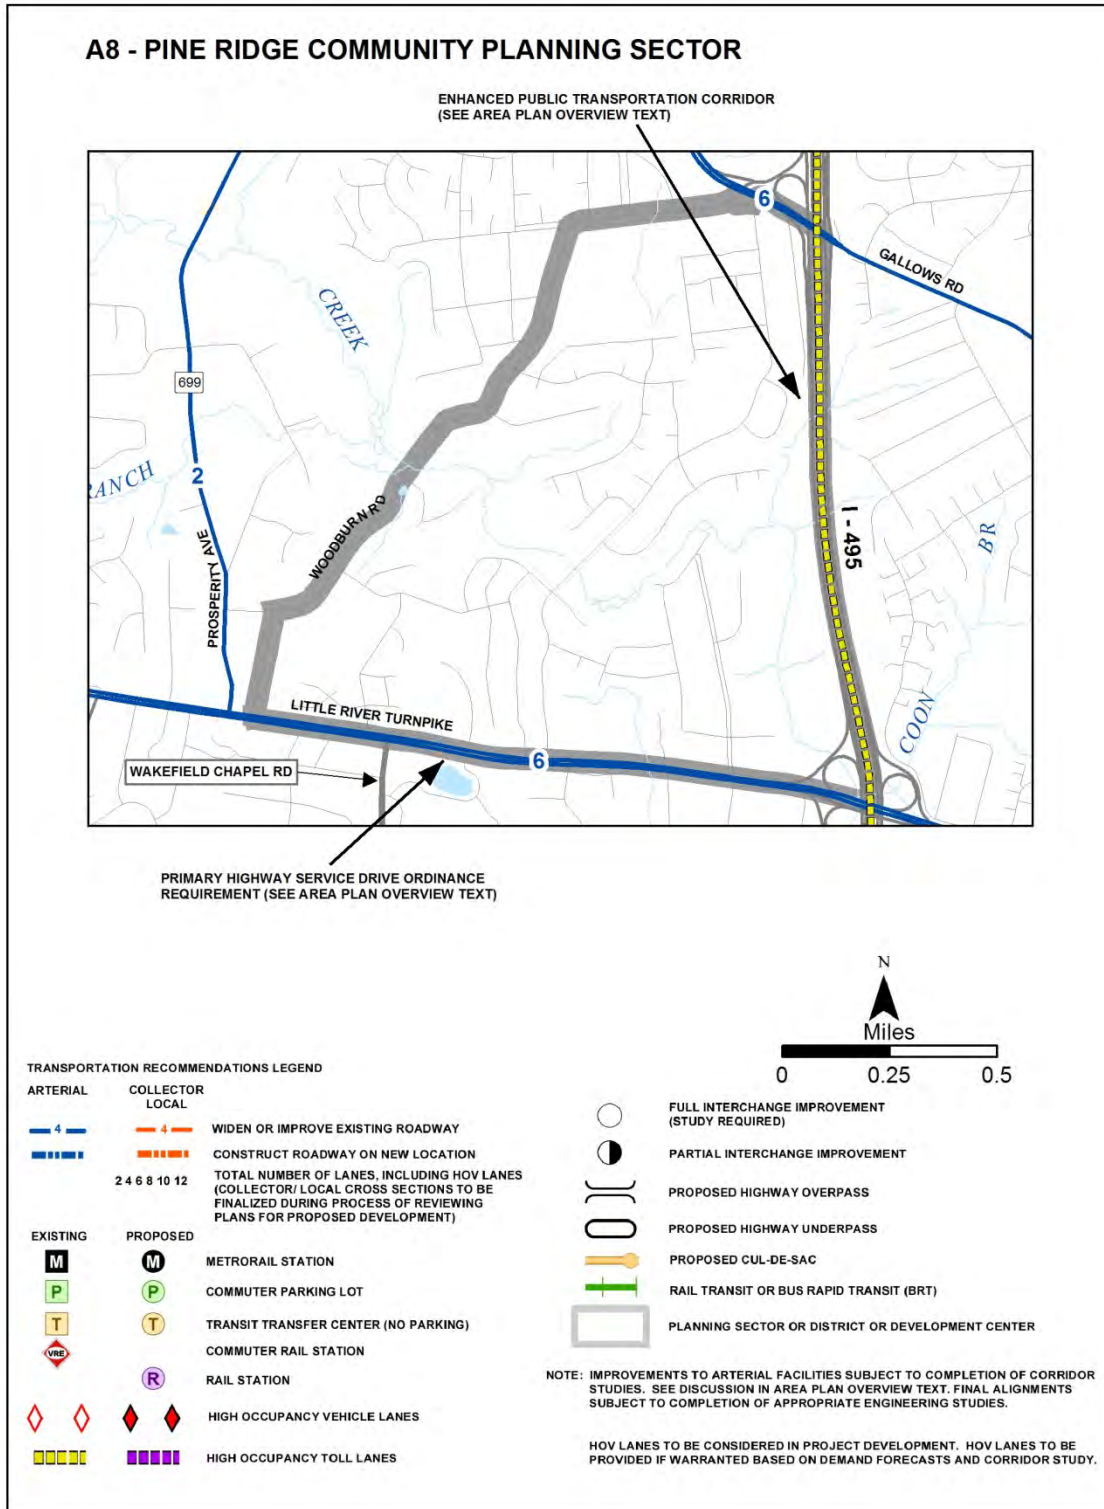 A8 - PINE RIDGE COMMUNITY PLANNING SECTOR
ENHANCED PUBLIC TRANSPORTATION CORRIDOR
(SEE AREA PLAN OVERVIEW TEXT)
6
GALLOWS RD
CREEK
699
2
RANCH
PROSPERITY AVE
WOODBURN RD
I - 495
BR
COON
LITTLE RIVER TURNPIKE
6
WAKEFIELD CHAPEL RD
PRIMARY HIGHWAY SERVICE DRIVE ORDINANCE
REQUIREMENT (SEE AREA PLAN OVERVIEW TEXT)
N
Miles
0 0.25 0.5
TRANSPORTATION RECOMMENDATIONS LEGEND
ARTERIAL COLLECTOR
LOCAL
4 4 WIDEN OR IMPROVE EXISTING ROADWAY
CONSTRUCT ROADWAY ON NEW LOCATION
2 4 6 8 10 12 TOTAL NUMBER OF LANES, INCLUDING HOV LANES
(COLLECTOR/ LOCAL CROSS SECTIONS TO BE
FINALIZED DURING PROCESS OF REVIEWING
PLANS FOR PROPOSED DEVELOPMENT)
EXISTING PROPOSED
M M METRORAIL STATION
P P COMMUTER PARKING LOT
T T TRANSIT TRANSFER CENTER (NO PARKING)
VRE COMMUTER RAIL STATION
R RAIL STATION
HIGH OCCUPANCY VEHICLE LANES
HIGH OCCUPANCY TOLL LANES
FULL INTERCHANGE IMPROVEMENT
(STUDY REQUIRED)
PARTIAL INTERCHANGE IMPROVEMENT
PROPOSED HIGHWAY OVERPASS
PROPOSED HIGHWAY UNDERPASS
PROPOSED CUL-DE-SAC
RAIL TRANSIT OR BUS RAPID TRANSIT (BRT)
PLANNING SECTOR OR DISTRICT OR DEVELOPMENT CENTER
NOTE: IMPROVEMENTS TO ARTERIAL FACILITIES SUBJECT TO COMPLETION OF CORRIDOR
STUDIES. SEE DISCUSSION IN AREA PLAN OVERVIEW TEXT. FINAL ALIGNMENTS
SUBJECT TO COMPLETION OF APPROPRIATE ENGINEERING STUDIES.
HOV LANES TO BE CONSIDERED IN PROJECT DEVELOPMENT. HOV LANES TO BE
PROVIDED IF WARRANTED BASED ON DEMAND FORECASTS AND CORRIDOR STUDY.